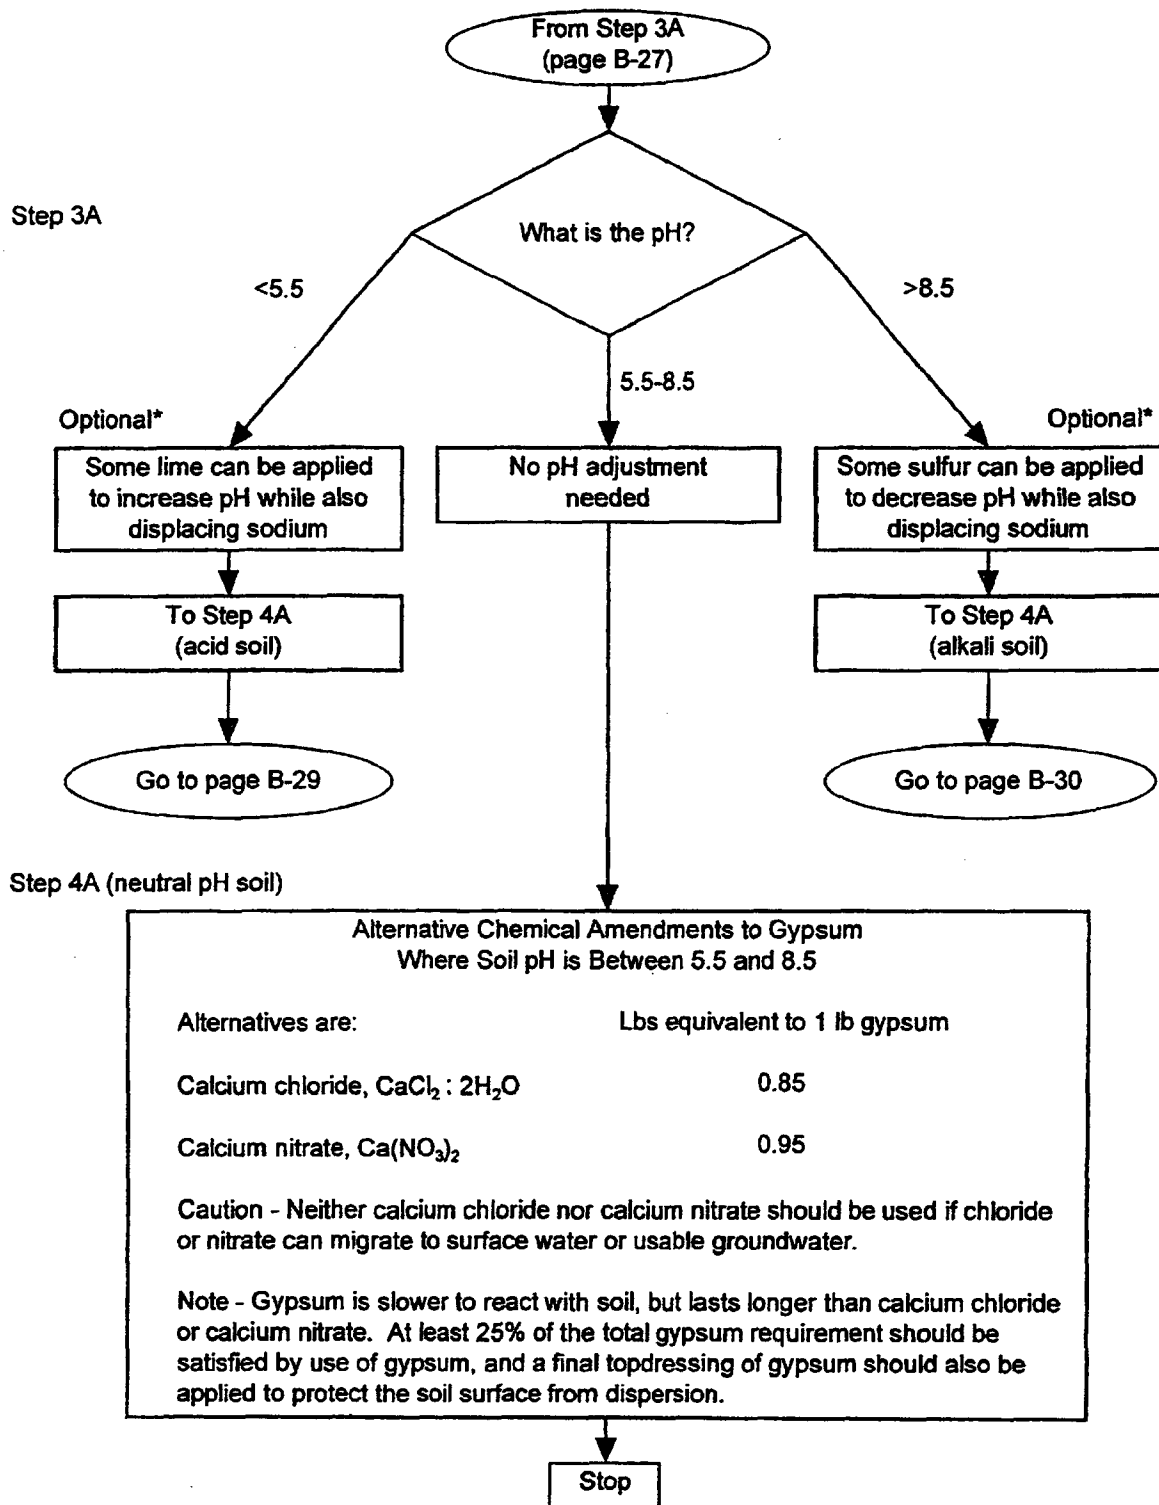 From Step 3A
(page B-27)
Step 3A
What is the pH?
<5.5
>8.5
5.5-8.5
Optional*
Optional*
Some lime can be applied
to increase pH while also
displacing sodium
No pH adjustment
needed
Some sulfur can be applied
to decrease pH while also
displacing sodium
To Step 4A
(acid soil)
To Step 4A
(alkali soil)
Go to page B-29
Go to page B-30
Step 4A (neutral pH soil)
Alternative Chemical Amendments to Gypsum
Where Soil pH is Between 5.5 and 8.5
Alternatives are: Lbs equivalent to 1 lb gypsum
Calcium chloride, CaCl₂ : 2H₂O 0.85
Calcium nitrate, Ca(NO₃)₂ 0.95
Caution - Neither calcium chloride nor calcium nitrate should be used if chloride
or nitrate can migrate to surface water or usable groundwater.
Note - Gypsum is slower to react with soil, but lasts longer than calcium chloride
or calcium nitrate. At least 25% of the total gypsum requirement should be
satisfied by use of gypsum, and a final topdressing of gypsum should also be
applied to protect the soil surface from dispersion.
Stop